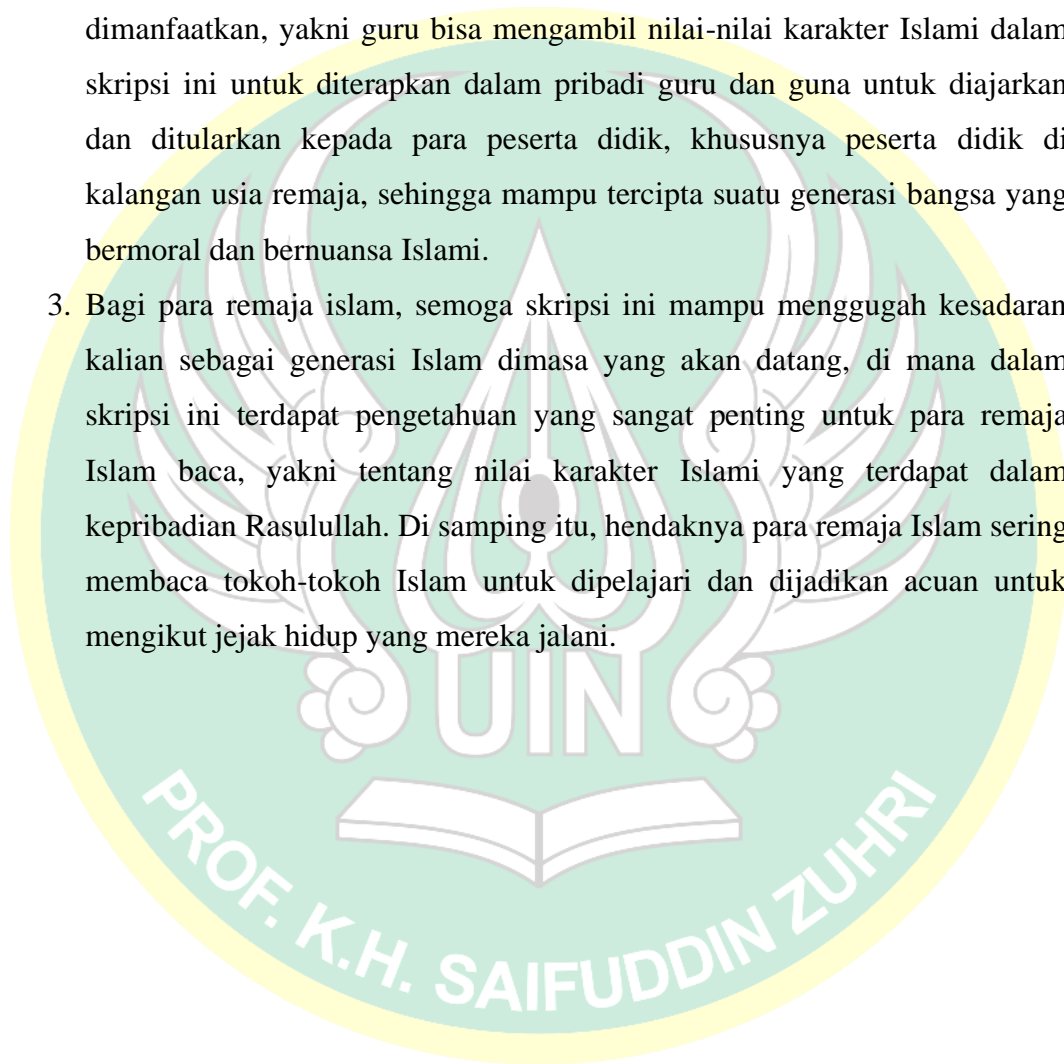 dimanfaatkan, yakni guru bisa mengambil nilai-nilai karakter Islami dalam
skripsi ini untuk diterapkan dalam pribadi guru dan guna untuk diajarkan
dan ditularkan kepada para peserta didik, khususnya peserta didik di
kalangan usia remaja, sehingga mampu tercipta suatu generasi bangsa yang
bermoral dan bernuansa Islami.
3. Bagi para remaja islam, semoga skripsi ini mampu menggugah kesadaran
kalian sebagai generasi Islam dimasa yang akan datang, di mana dalam
skripsi ini terdapat pengetahuan yang sangat penting untuk para remaja
Islam baca, yakni tentang nilai karakter Islami yang terdapat dalam
kepribadian Rasulullah. Di samping itu, hendaknya para remaja Islam sering
membaca tokoh-tokoh Islam untuk dipelajari dan dijadikan acuan untuk
mengikut jejak hidup yang mereka jalani.
UIN
PROF. K.H. SAIFUDDIN ZUHRI